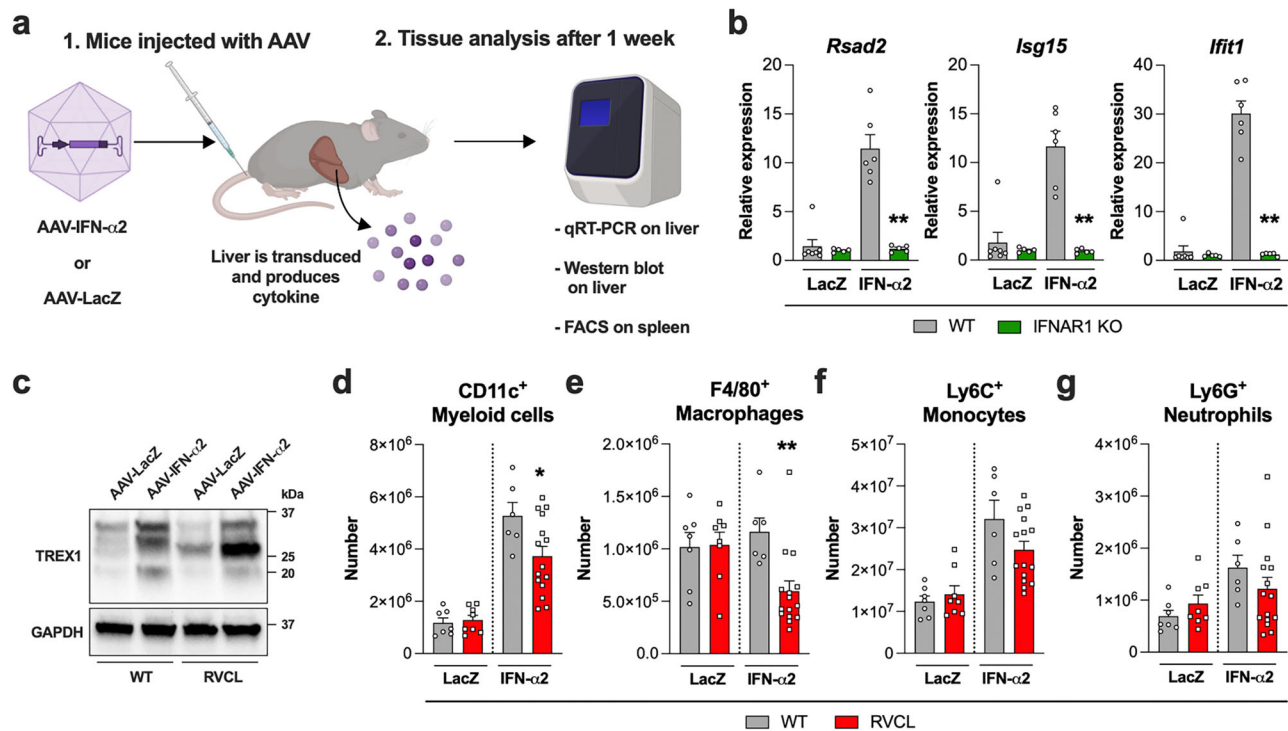 a
1. Mice injected with AAV
2. Tissue analysis after 1 week
AAV-IFN-α2
or
AAV-LacZ
Liver is transduced
and produces
cytokine
- qRT-PCR on liver
- Western blot
on liver
- FACS on spleen
b
Rsad2
Relative expression
20
15
10
5
0
**
LacZ IFN-α2
Isg15
Relative expression
20
15
10
5
0
**
LacZ IFN-α2
Ifit1
Relative expression
40
30
20
10
0
**
LacZ IFN-α2
WT IFNAR1 KO
c
AAV-LacZ
AAV-IFN-α2
AAV-LacZ
AAV-IFN-α2
kDa
37
TREX1
25
20
GAPDH
37
WT RVCL
d
CD11c+
Myeloid cells
Number
8×10⁶
6×10⁶
4×10⁶
2×10⁶
0
*
LacZ IFN-α2
e
F4/80+
Macrophages
Number
2.0×10⁶
1.5×10⁶
1.0×10⁶
5.0×10⁵
0
**
LacZ IFN-α2
f
Ly6C+
Monocytes
Number
5×10⁷
4×10⁷
3×10⁷
2×10⁷
1×10⁷
0
LacZ IFN-α2
g
Ly6G+
Neutrophils
Number
4×10⁶
3×10⁶
2×10⁶
1×10⁶
0
LacZ IFN-α2
WT RVCL